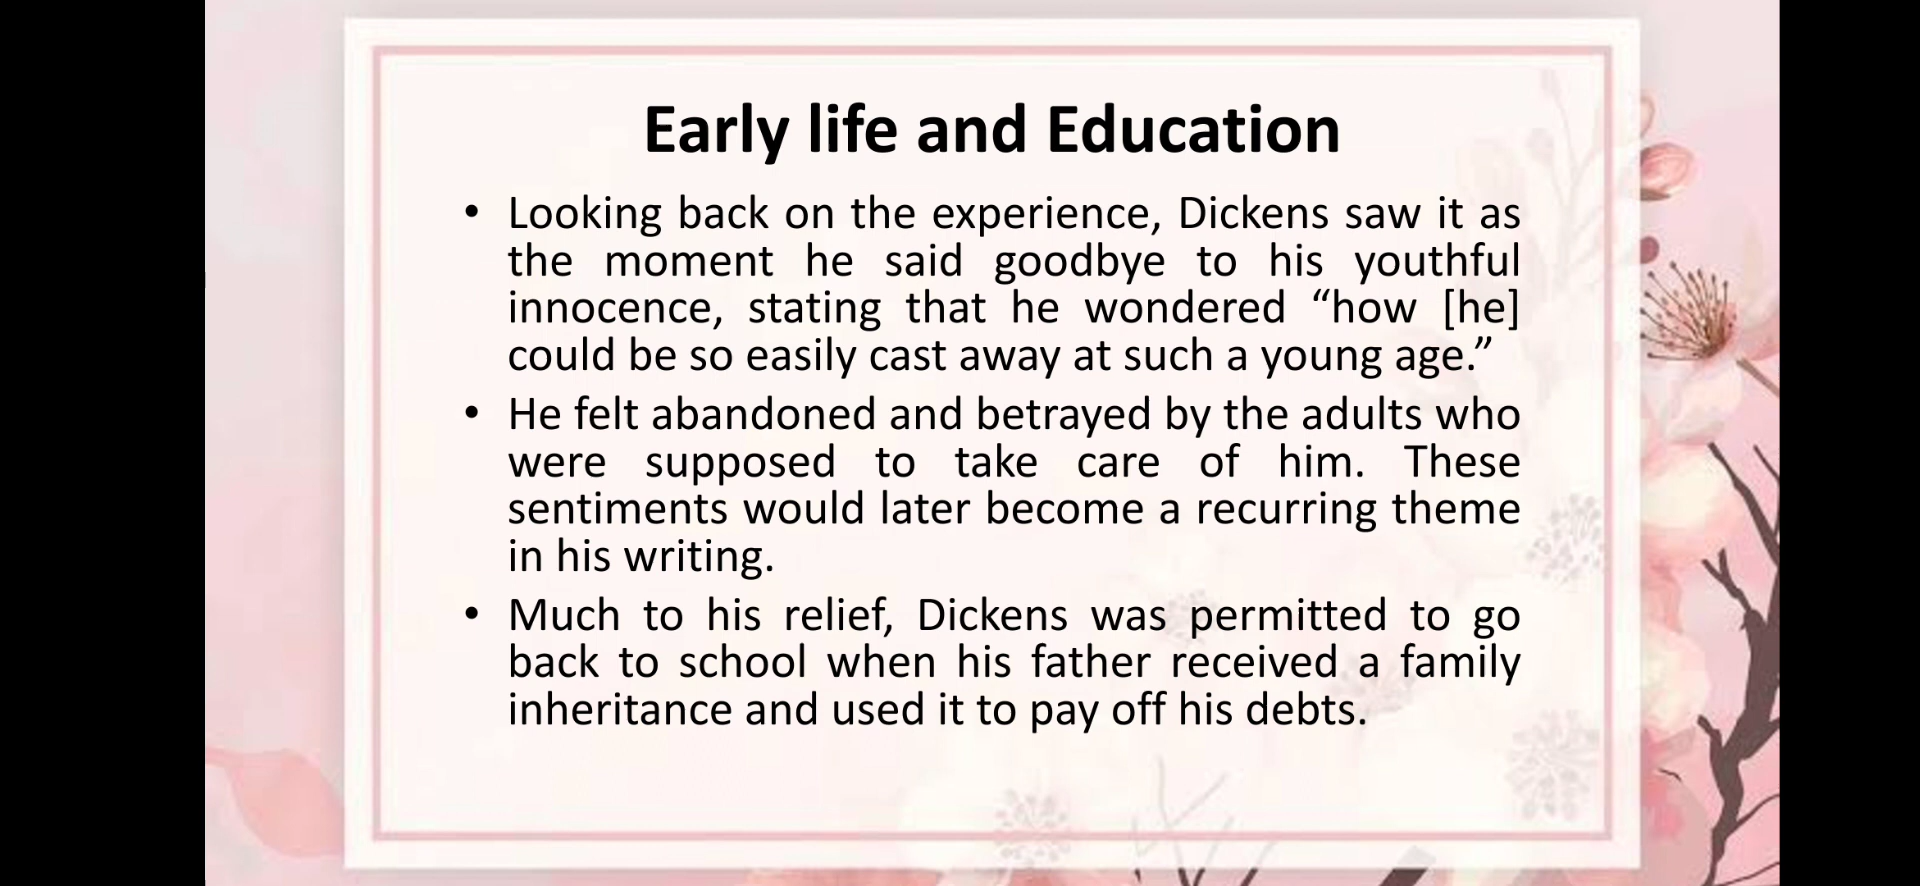 Early life and Education
• Looking back on the experience, Dickens saw it as
the moment he said goodbye to his youthful
innocence, stating that he wondered “how [he]
could be so easily cast away at such a young age.”
• He felt abandoned and betrayed by the adults who
were supposed to take care of him. These
sentiments would later become a recurring theme
in his writing.
• Much to his relief, Dickens was permitted to go
back to school when his father received a family
inheritance and used it to pay off his debts.